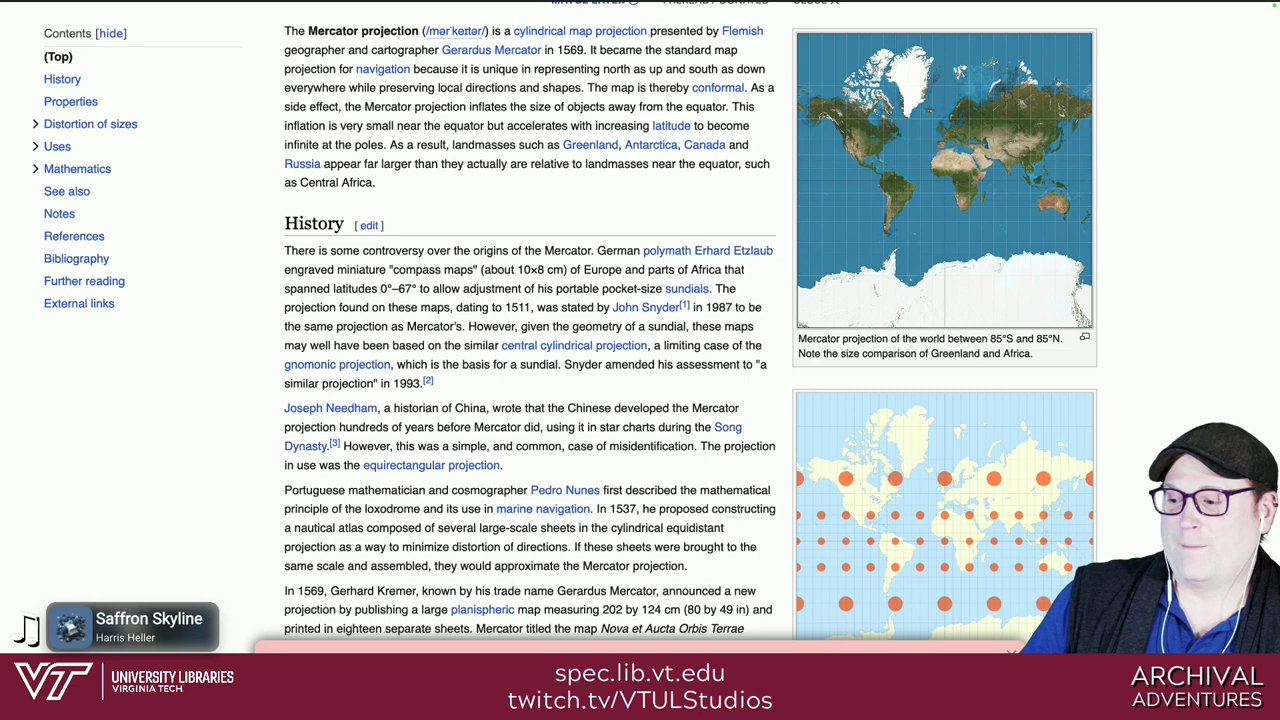 Contents [hide]
(Top)
History
Properties
Distortion of sizes
Uses
Mathematics
See also
Notes
References
Bibliography
Further reading
External links
The Mercator projection (/mərˈkeɪtər/) is a cylindrical map projection presented by Flemish
geographer and cartographer Gerardus Mercator in 1569. It became the standard map
projection for navigation because it is unique in representing north as up and south as down
everywhere while preserving local directions and shapes. The map is thereby conformal. As a
side effect, the Mercator projection inflates the size of objects away from the equator. This
inflation is very small near the equator but accelerates with increasing latitude to become
infinite at the poles. As a result, landmasses such as Greenland, Antarctica, Canada and
Russia appear far larger than they actually are relative to landmasses near the equator, such
as Central Africa.
History [ edit ]
There is some controversy over the origins of the Mercator. German polymath Erhard Etzlaub
engraved miniature "compass maps" (about 10×8 cm) of Europe and parts of Africa that
spanned latitudes 0°–67° to allow adjustment of his portable pocket-size sundials. The
projection found on these maps, dating to 1511, was stated by John Snyder[1] in 1987 to be
the same projection as Mercator's. However, given the geometry of a sundial, these maps
may well have been based on the similar central cylindrical projection, a limiting case of the
gnomonic projection, which is the basis for a sundial. Snyder amended his assessment to "a
similar projection" in 1993.[2]
Joseph Needham, a historian of China, wrote that the Chinese developed the Mercator
projection hundreds of years before Mercator did, using it in star charts during the Song
Dynasty.[3] However, this was a simple, and common, case of misidentification. The projection
in use was the equirectangular projection.
Portuguese mathematician and cosmographer Pedro Nunes first described the mathematical
principle of the loxodrome and its use in marine navigation. In 1537, he proposed constructing
a nautical atlas composed of several large-scale sheets in the cylindrical equidistant
projection as a way to minimize distortion of directions. If these sheets were brought to the
same scale and assembled, they would approximate the Mercator projection.
In 1569, Gerhard Kremer, known by his trade name Gerardus Mercator, announced a new
projection by publishing a large planispheric map measuring 202 by 124 cm (80 by 49 in) and
printed in eighteen separate sheets. Mercator titled the map Nova et Aucta Orbis Terrae
Mercator projection of the world between 85°S and 85°N.
Note the size comparison of Greenland and Africa.
Saffron Skyline
Harris Heller
VT
UNIVERSITY LIBRARIES
VIRGINIA TECH.
spec.lib.vt.edu
twitch.tv/VTULStudios
ARCHIVAL
ADVENTURES